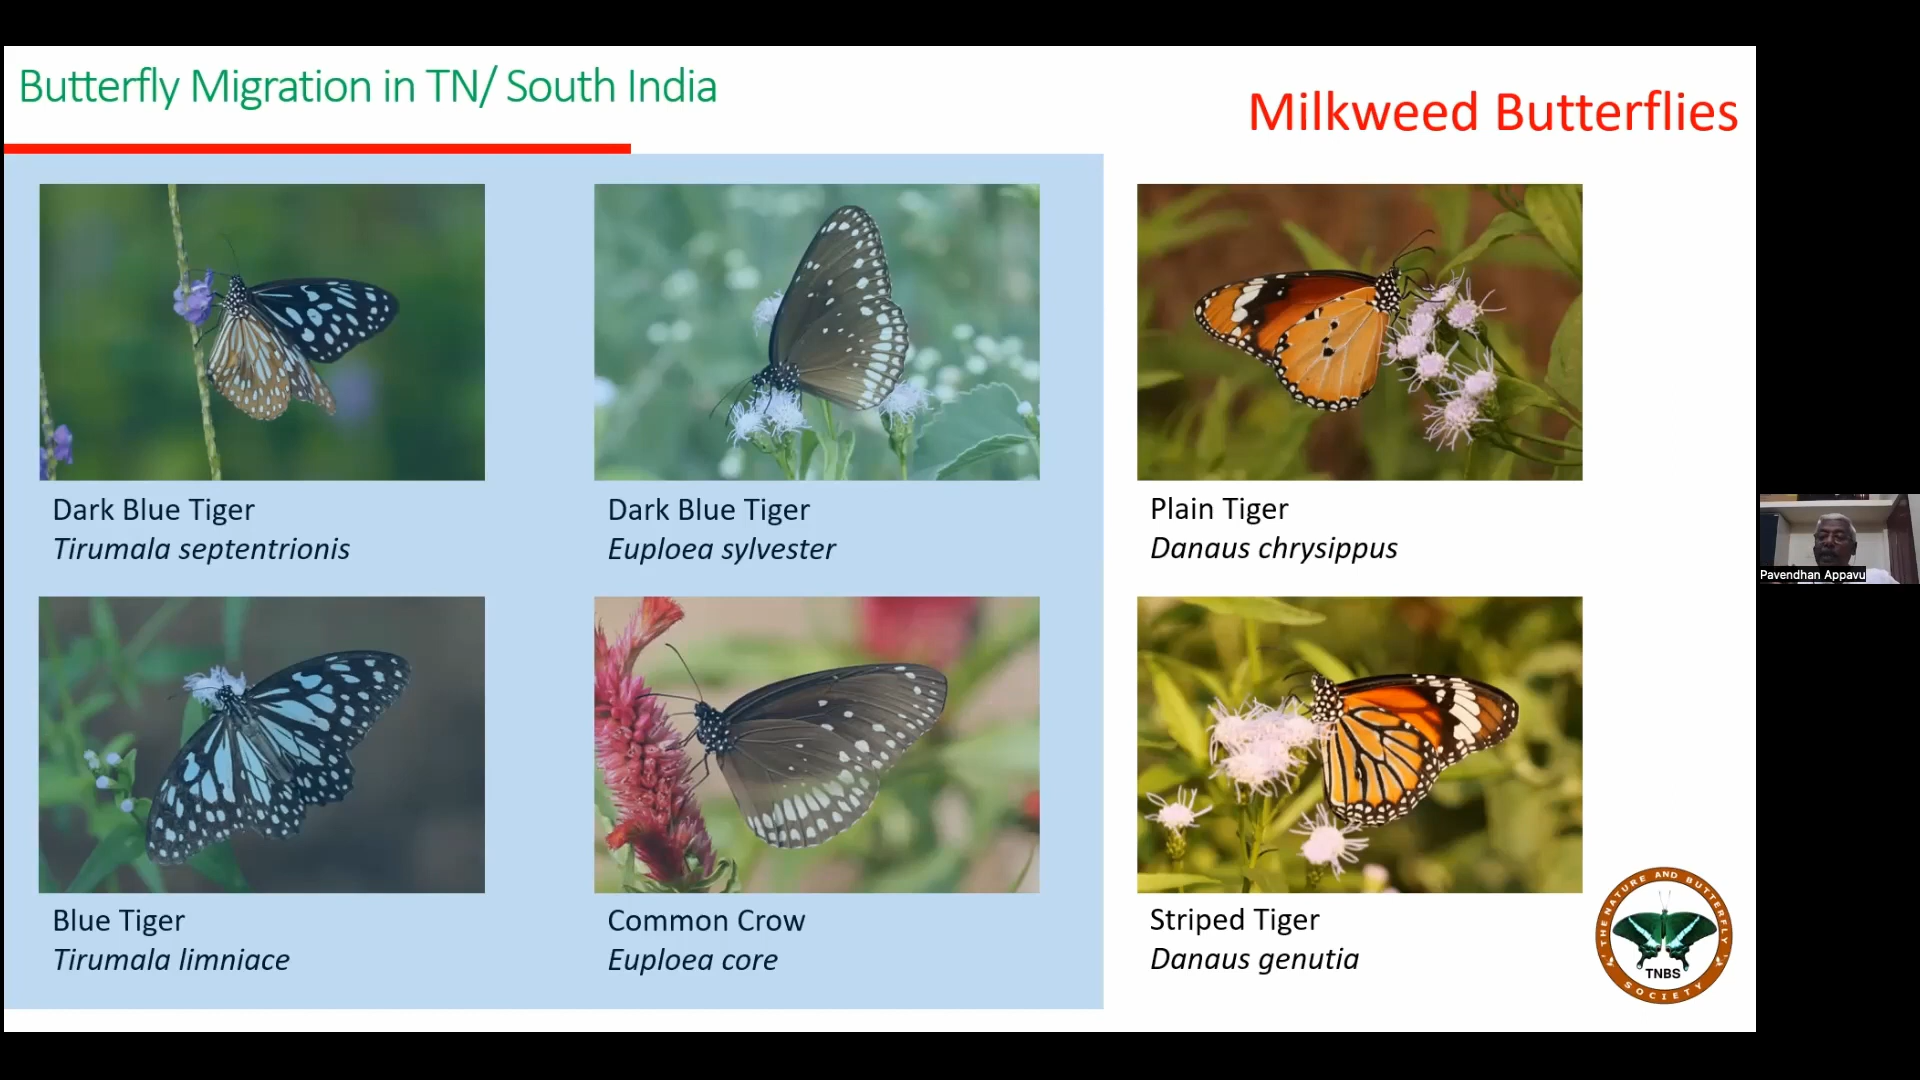 Butterfly Migration in TN/ South India
Milkweed Butterflies
Dark Blue Tiger
Tirumala septentrionis
Dark Blue Tiger
Euploea sylvester
Plain Tiger
Danaus chrysippus
Blue Tiger
Tirumala limniace
Common Crow
Euploea core
Striped Tiger
Danaus genutia
THE NATURE AND BUTTERFLY
TNBS
SOCIETY
Pavendhan Appavu